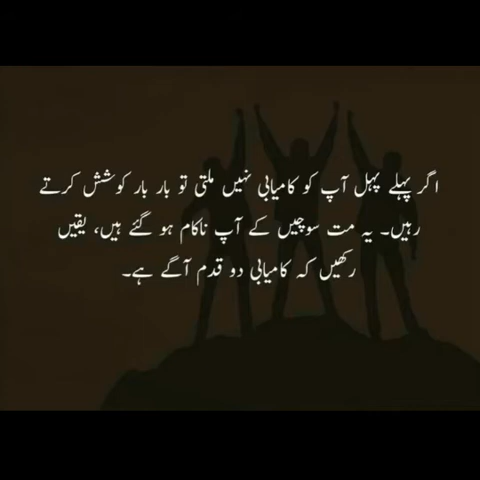 اگر پہلے پہل آپ کو کامیابی نہیں ملتی تو بار بار کوشش کرتے
رہیں۔ یہ مت سوچیں کے آپ ناکام ہو گئے ہیں، یقیں
رکھیں کہ کامیابی دو قدم آگے ہے۔